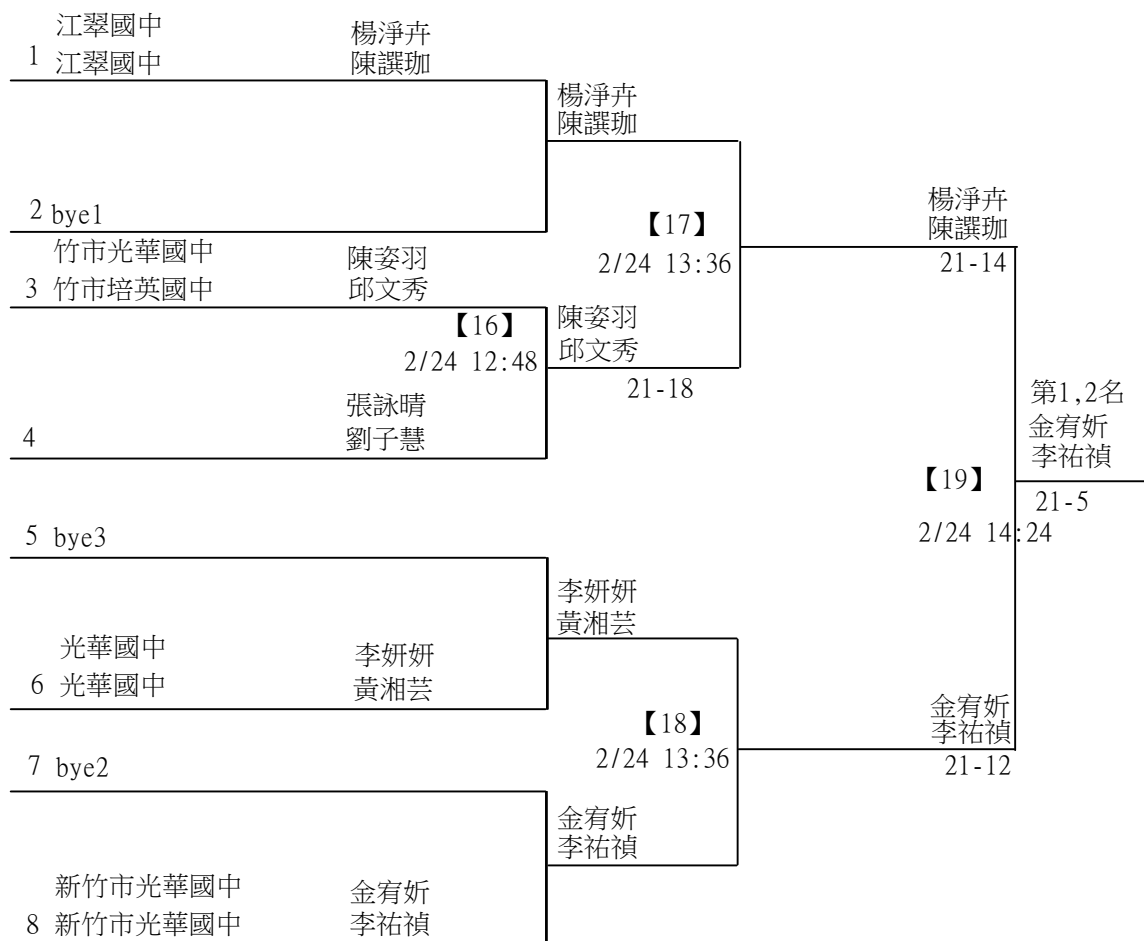 江翠國中 楊淨卉
1 江翠國中 陳譔珈
楊淨卉
陳譔珈
2 bye1
【17】
2/24 13:36
楊淨卉
陳譔珈
21-14
竹市光華國中 陳姿羽
3 竹市培英國中 邱文秀
【16】
2/24 12:48
陳姿羽
邱文秀
21-18
張詠晴
4 劉子慧
第1,2名
金宥妡
李祐禎
21-5
【19】
2/24 14:24
5 bye3
李妍妍
黃湘芸
光華國中 李妍妍
6 光華國中 黃湘芸
【18】
2/24 13:36
金宥妡
李祐禎
21-12
7 bye2
金宥妡
李祐禎
新竹市光華國中 金宥妡
8 新竹市光華國中 李祐禎